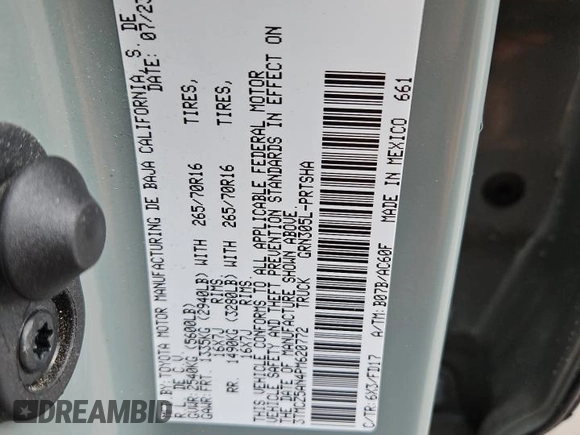 D BY: TOYOTA MOTOR MANUFACTURING DE BAJA CALIFORNIA, S. DE
DE C.V. DATE: 07/23
GVWR: 2540KG (5600LB)
GAWR: FRT 1335KG (2940LB) WITH 265/70R16 TIRES,
16X7J RIMS
RR 1490KG (3280LB) WITH 265/70R16 TIRES,
16X7J RIMS
THIS VEHICLE CONFORMS TO ALL APPLICABLE FEDERAL MOTOR
VEHICLE SAFETY AND THEFT PREVENTION STANDARDS IN EFFECT ON
THE DATE OF MANUFACTURE SHOWN ABOVE.
3TMCZ5AN4PM620772 TRUCK GRN305L-PRTSHA
C/TR: 6X3/FD17 A/TM: B07B/AC60F MADE IN MEXICO 661
DREAMBID